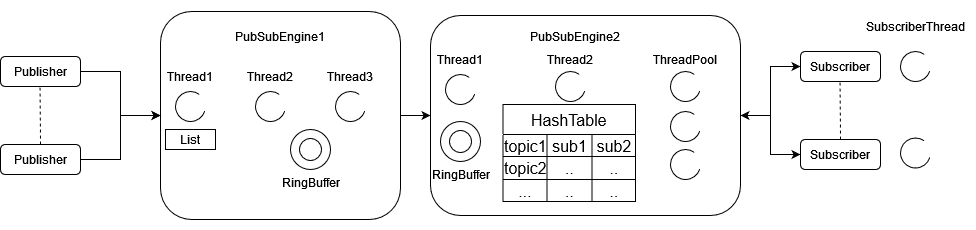 PubSubEngine1
PubSubEngine2
SubscriberThread
Publisher
Publisher
Thread1
Thread2
Thread3
List
RingBuffer
Thread1
Thread2
ThreadPool
RingBuffer
HashTable
topic1 sub1 sub2
topic2 .. ..
... .. ..
Subscriber
Subscriber